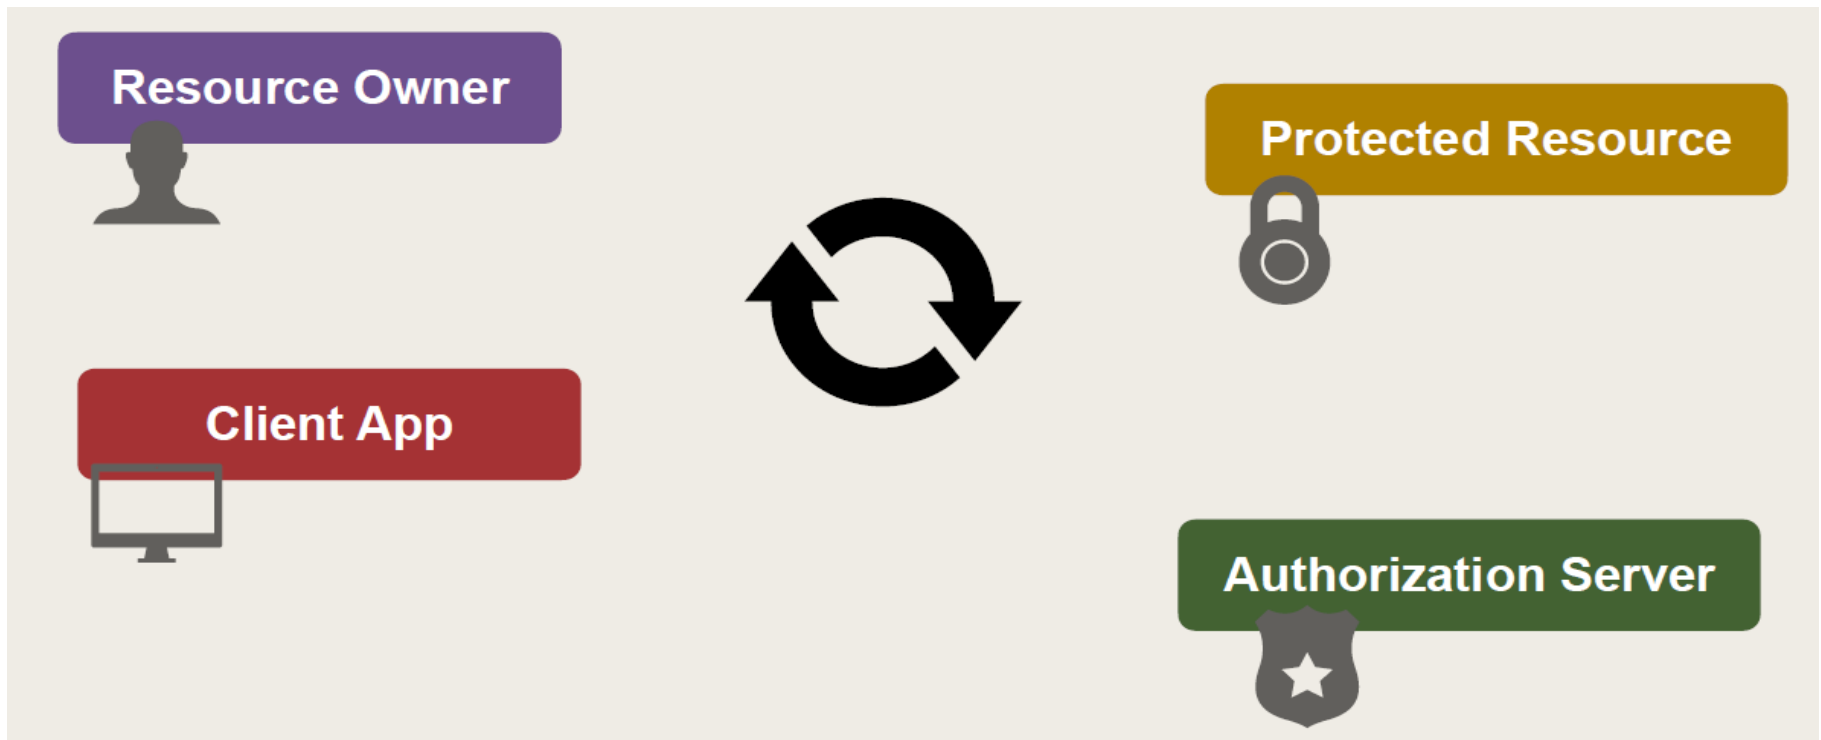 Resource Owner
Protected Resource
Client App
Authorization Server